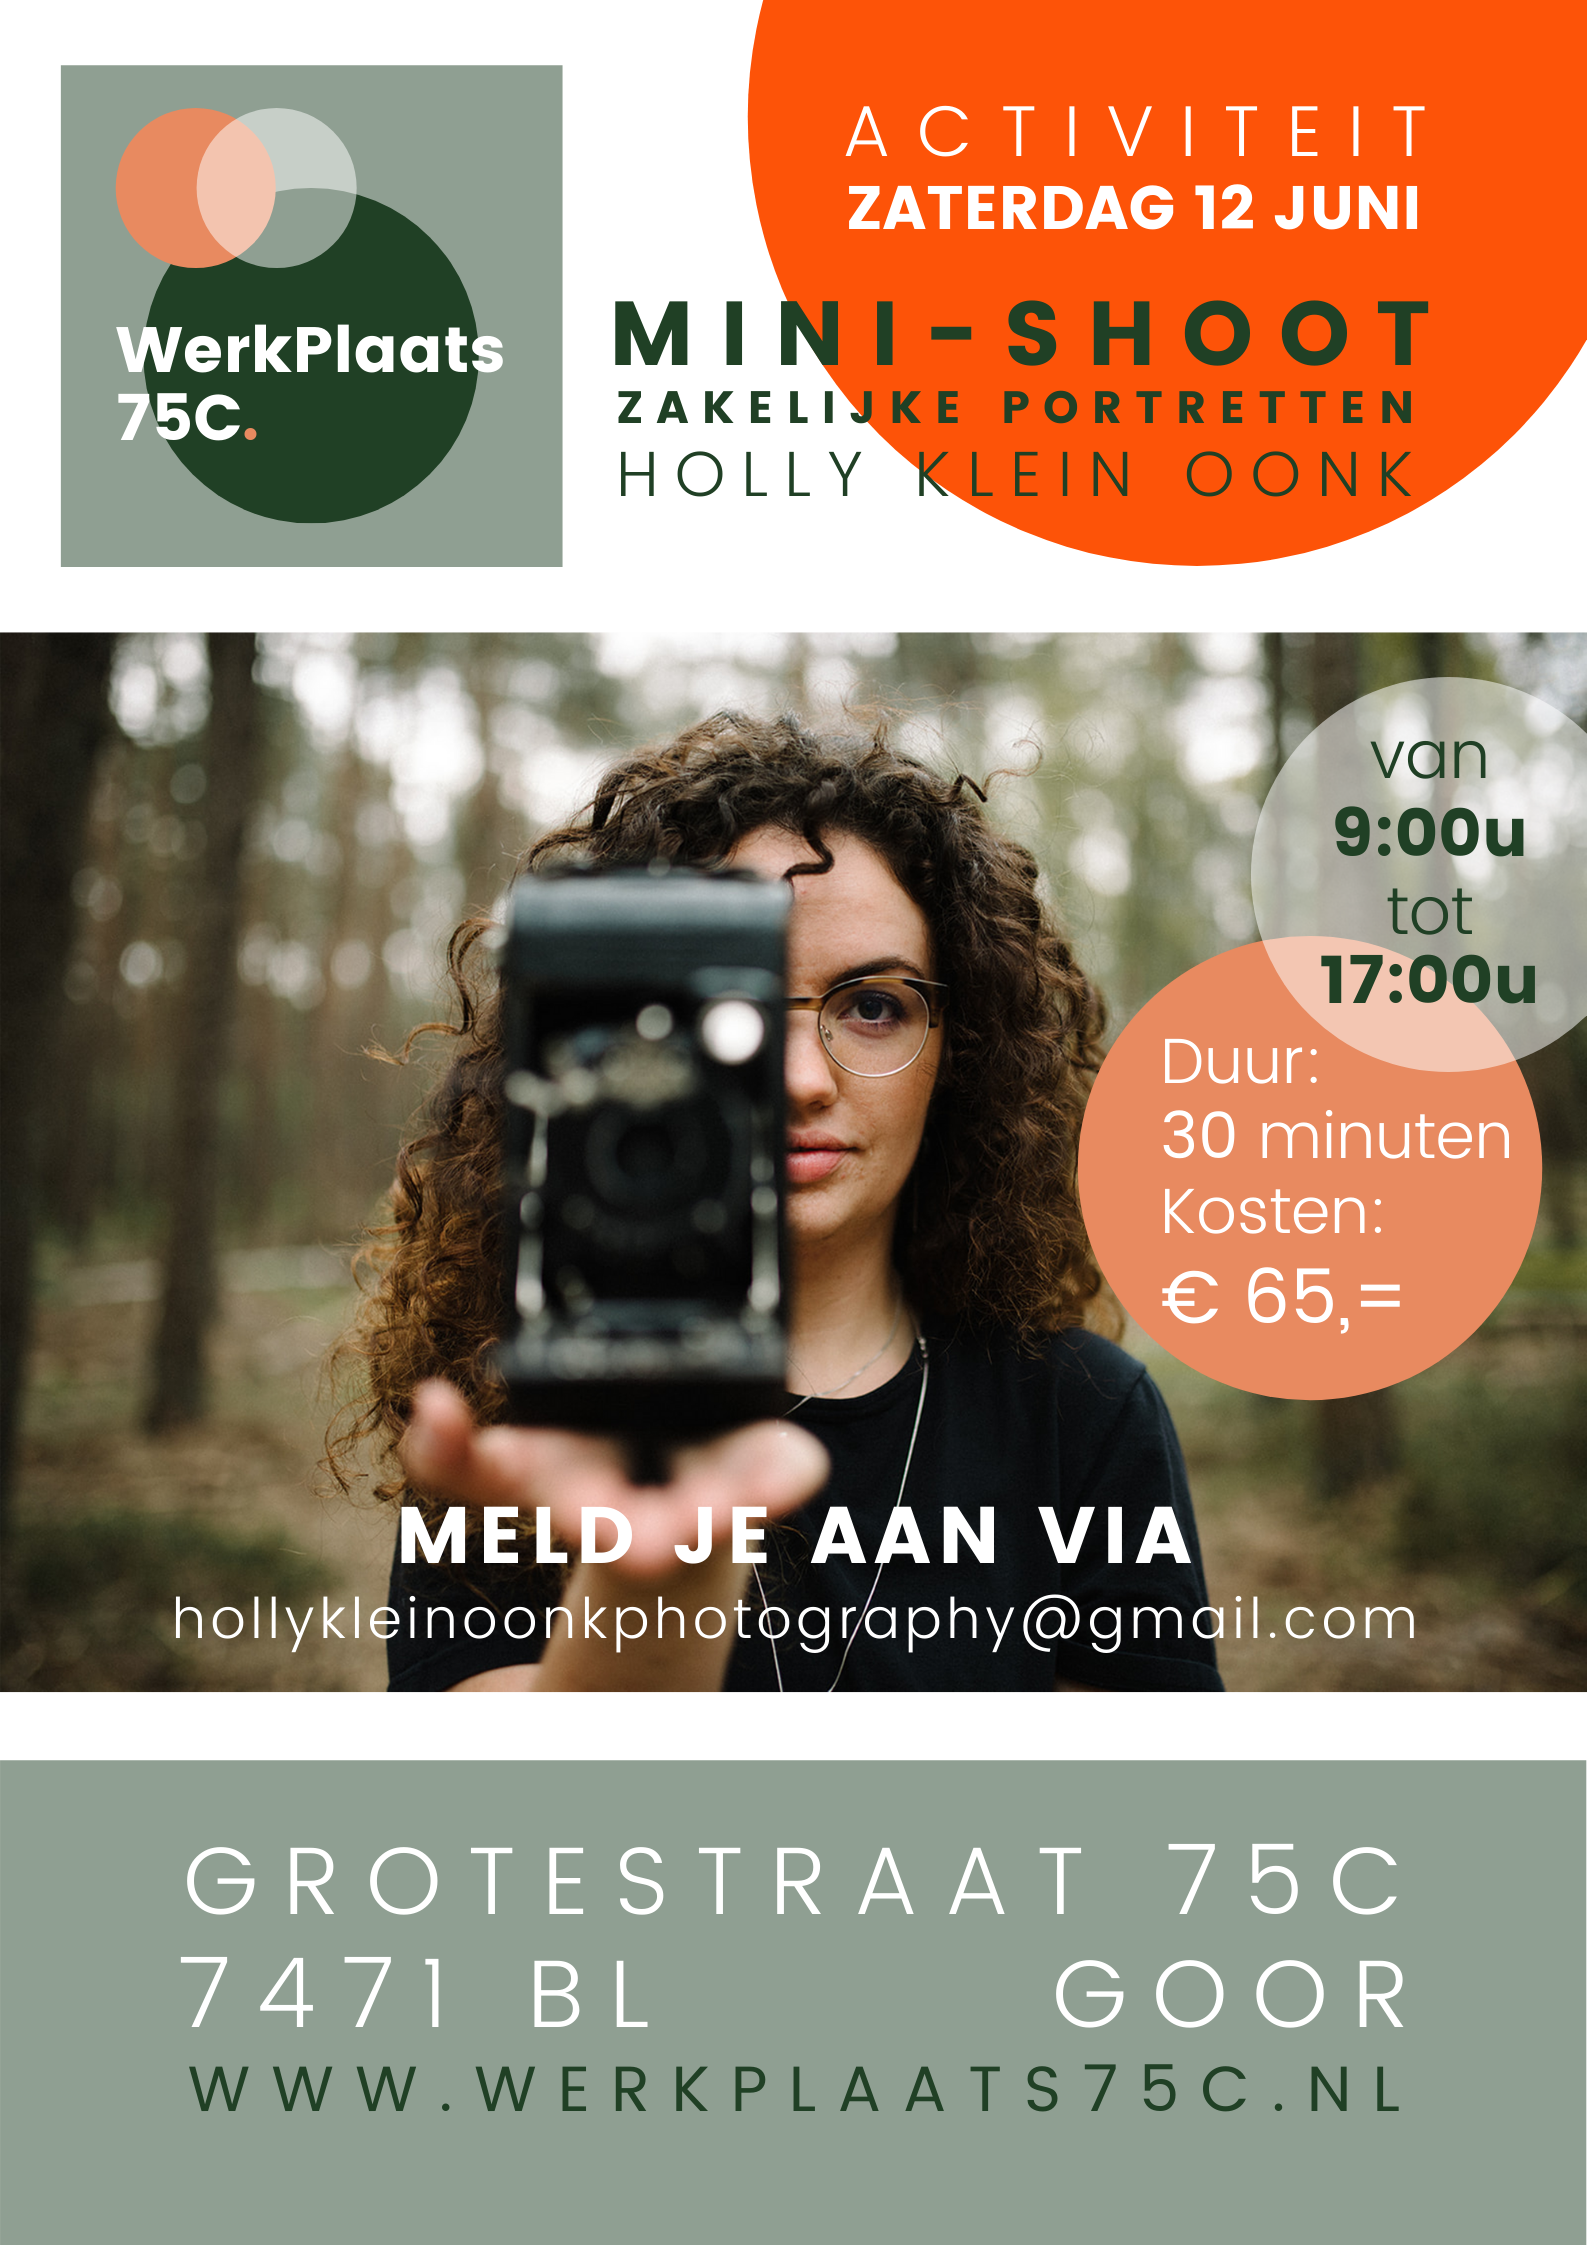 WerkPlaats
75C.
ACTIVITEIT
ZATERDAG 12 JUNI
MINI-SHOOT
ZAKELIJKE PORTRETTEN
HOLLY KLEIN OONK
van
9:00u
tot
17:00u
Duur:
30 minuten
Kosten:
€ 65,=
MELD JE AAN VIA
hollykleinoonkphotography@gmail.com
GROTESTRAAT 75C
7471 BL GOOR
WWW.WERKPLAATS75C.NL